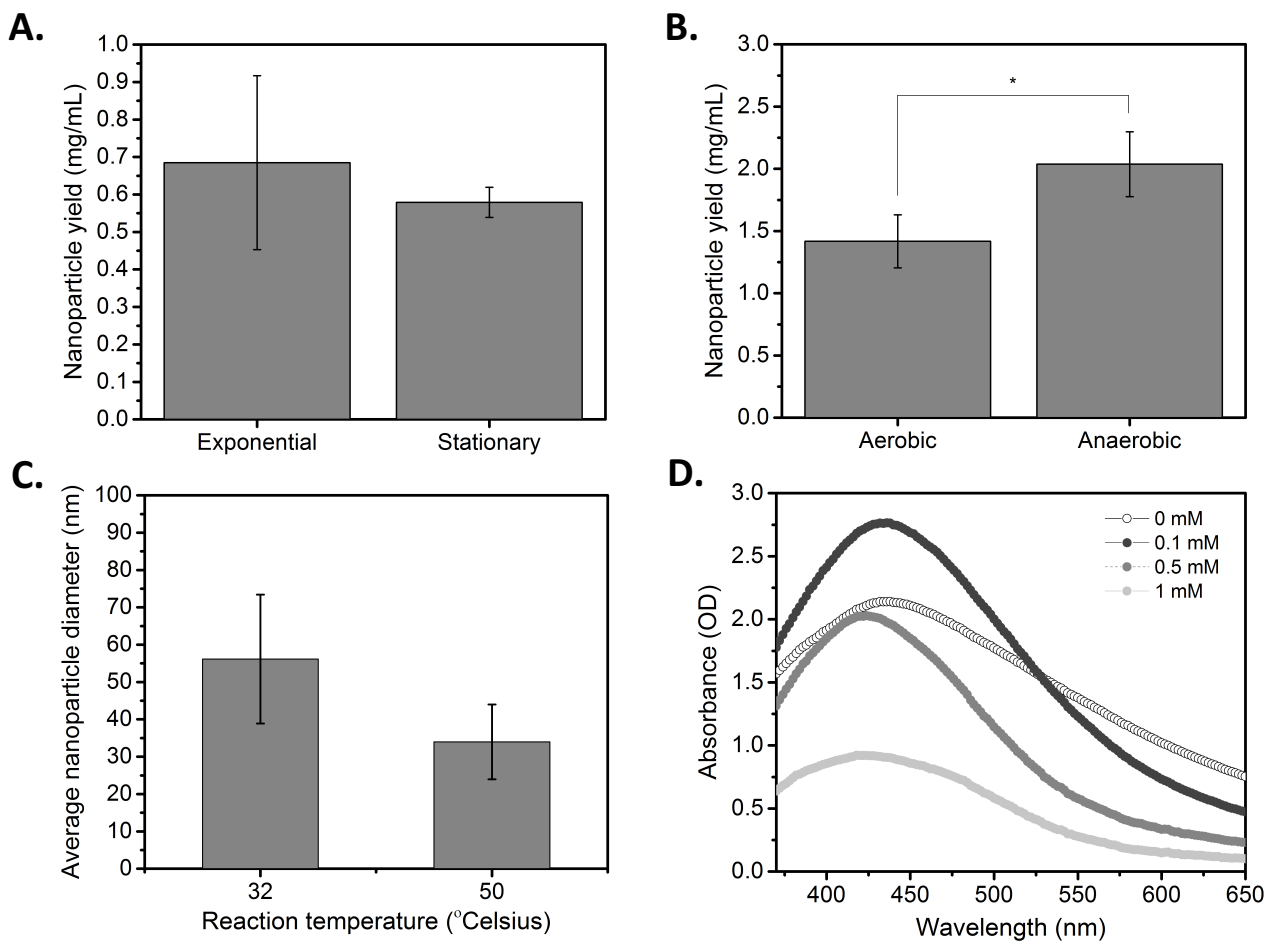 A.
Nanoparticle yield (mg/mL)
1.0
0.9
0.8
0.7
0.6
0.5
0.4
0.3
0.2
0.1
0.0
Exponential
Stationary
B.
Nanoparticle yield (mg/mL)
3.0
2.5
2.0
1.5
1.0
0.5
0.0
*
Aerobic
Anaerobic
C.
Average nanoparticle diameter (nm)
100
90
80
70
60
50
40
30
20
10
0
32
50
Reaction temperature (°Celsius)
D.
Absorbance (OD)
3.0
2.5
2.0
1.5
1.0
0.5
0.0
0 mM
0.1 mM
0.5 mM
1 mM
400
450
500
550
600
650
Wavelength (nm)